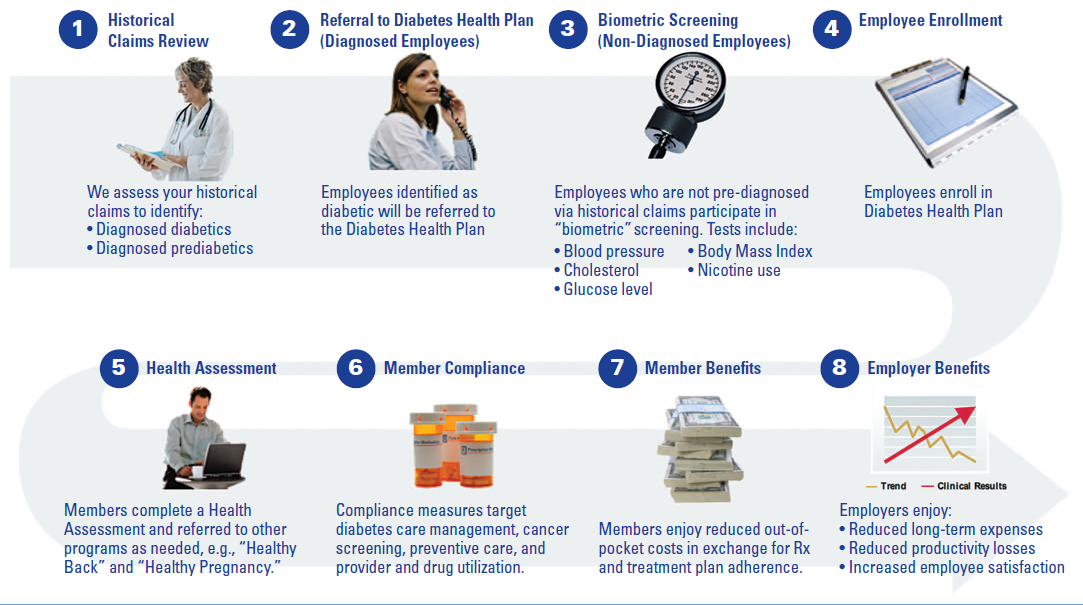 1 Historical
Claims Review
2 Referral to Diabetes Health Plan
(Diagnosed Employees)
3 Biometric Screening
(Non-Diagnosed Employees)
4 Employee Enrollment
We assess your historical
claims to identify:
• Diagnosed diabetics
• Diagnosed prediabetics
Employees identified as
diabetic will be referred to
the Diabetes Health Plan
Employees who are not pre-diagnosed
via historical claims participate in
“biometric” screening. Tests include:
• Blood pressure • Body Mass Index
• Cholesterol • Nicotine use
• Glucose level
Employees enroll in
Diabetes Health Plan
5 Health Assessment
6 Member Compliance
7 Member Benefits
8 Employer Benefits
Trend Clinical Results
Members complete a Health
Assessment and referred to other
programs as needed, e.g., “Healthy
Back” and “Healthy Pregnancy.”
Compliance measures target
diabetes care management, cancer
screening, preventive care, and
provider and drug utilization.
Members enjoy reduced out-of-
pocket costs in exchange for Rx
and treatment plan adherence.
Employers enjoy:
• Reduced long-term expenses
• Reduced productivity losses
• Increased employee satisfaction